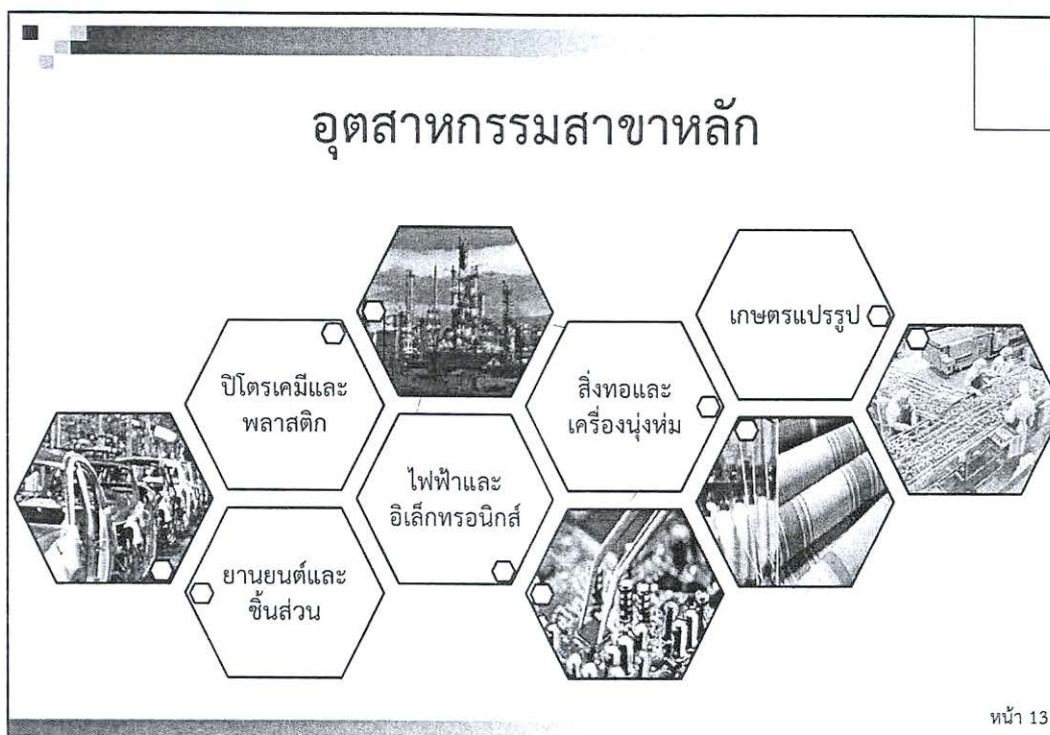 อุตสาหกรรมสาขาหลัก
เกษตรแปรรูป
ปิโตรเคมีและ
พลาสติก
สิ่งทอและ
เครื่องนุ่งห่ม
ไฟฟ้าและ
อิเล็กทรอนิกส์
ยานยนต์และ
ชิ้นส่วน
หน้า 13